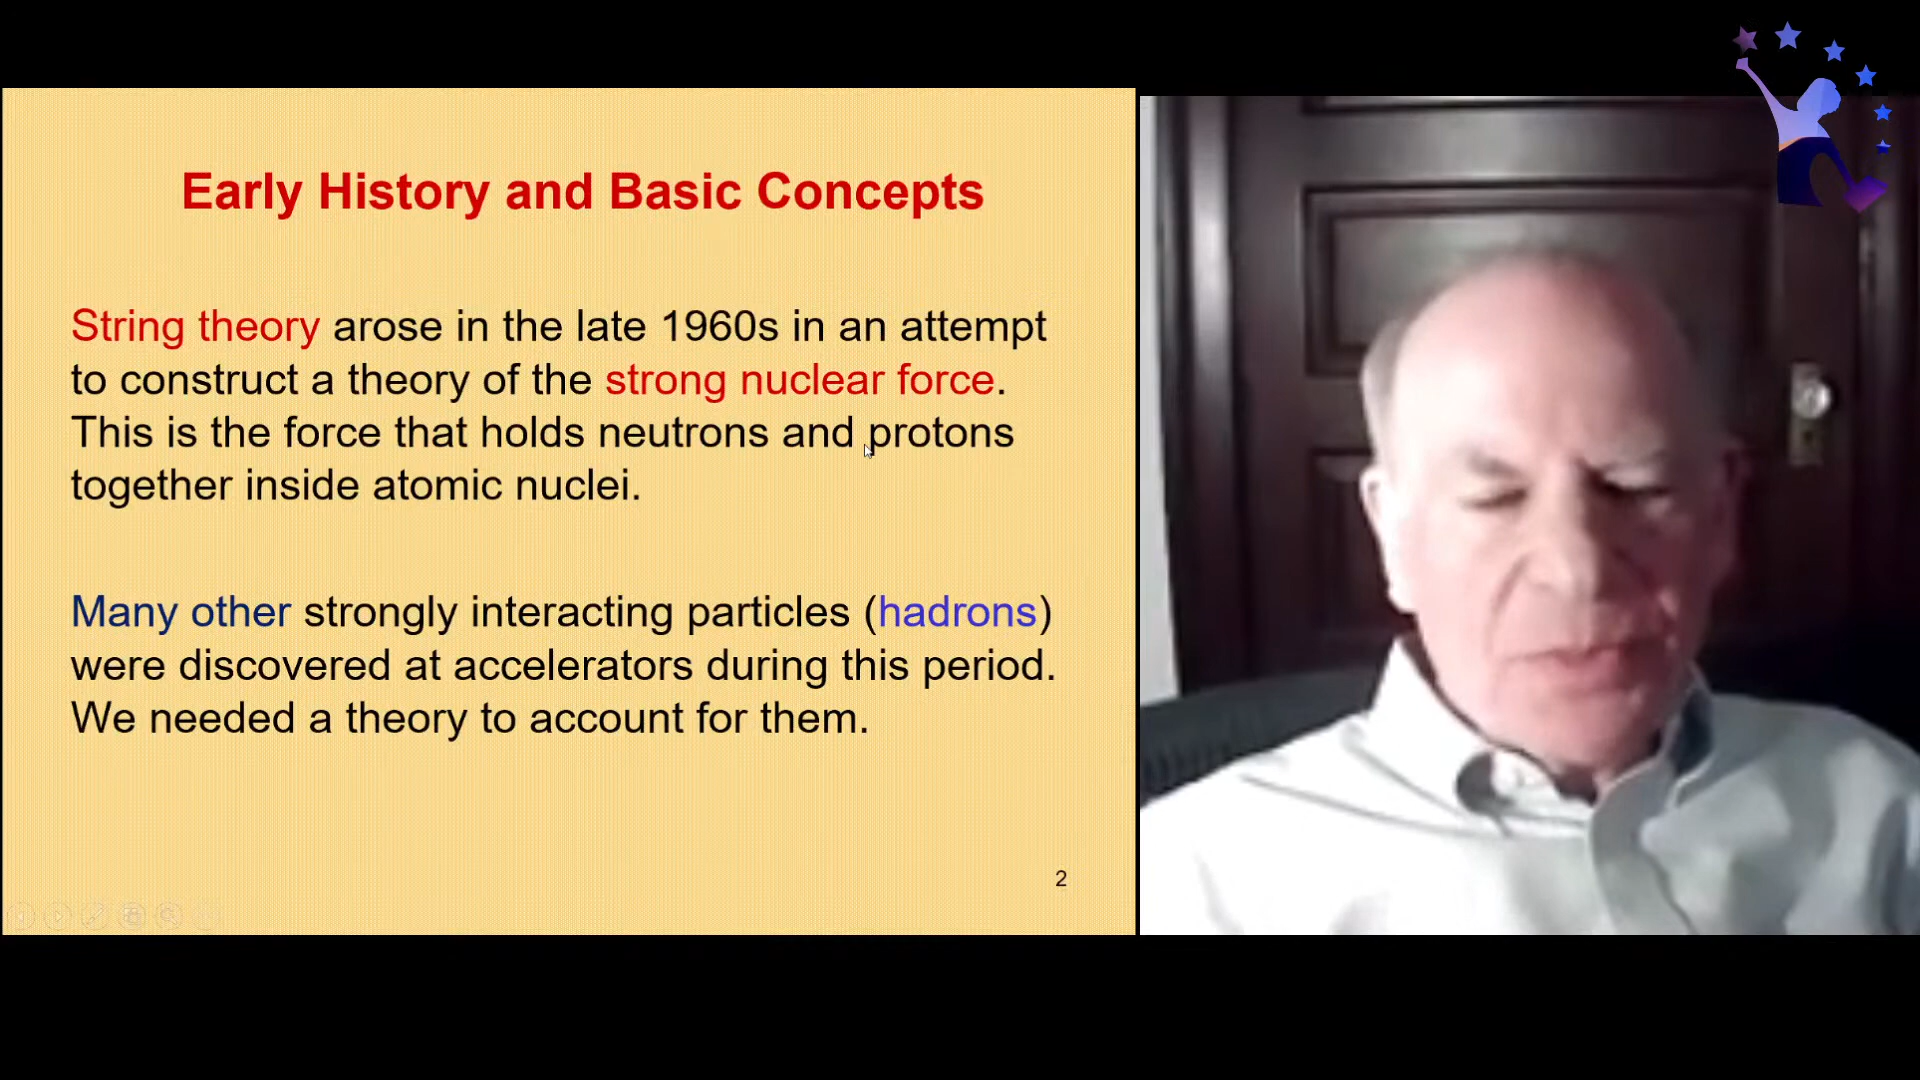 Early History and Basic Concepts
String theory arose in the late 1960s in an attempt
to construct a theory of the strong nuclear force.
This is the force that holds neutrons and protons
together inside atomic nuclei.
Many other strongly interacting particles (hadrons)
were discovered at accelerators during this period.
We needed a theory to account for them.
2